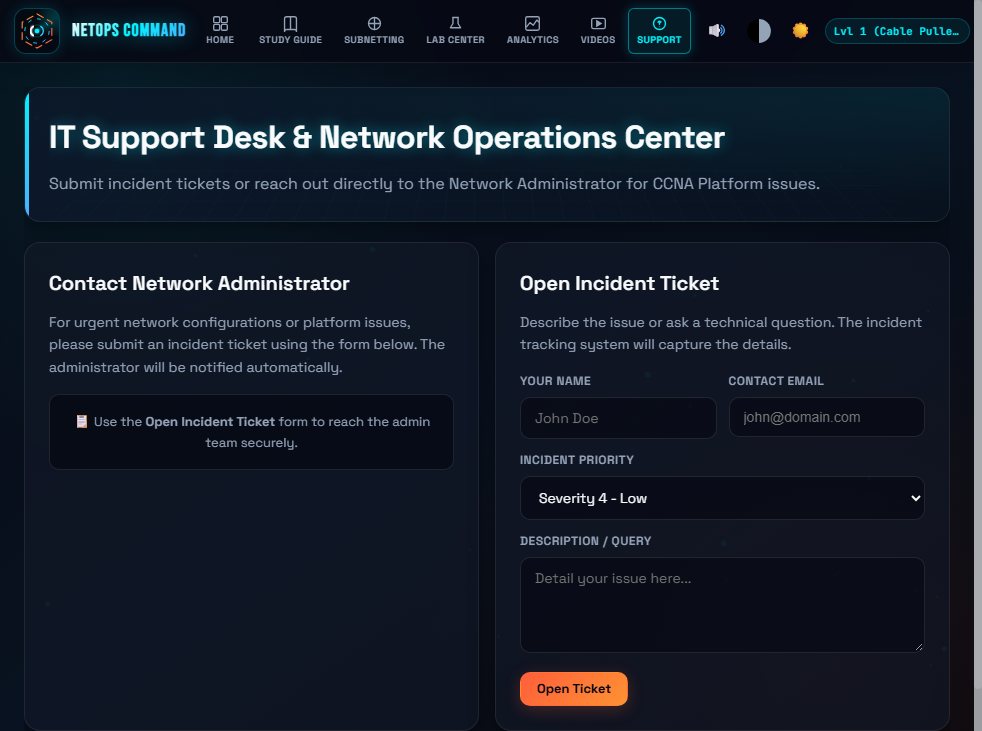 NETOPS COMMAND
HOME
STUDY GUIDE
SUBNETTING
LAB CENTER
ANALYTICS
VIDEOS
SUPPORT
Lvl 1 (Cable Pulle…
IT Support Desk & Network Operations Center
Submit incident tickets or reach out directly to the Network Administrator for CCNA Platform issues.
Contact Network Administrator
For urgent network configurations or platform issues,
please submit an incident ticket using the form below. The
administrator will be notified automatically.
Use the Open Incident Ticket form to reach the admin
team securely.
Open Incident Ticket
Describe the issue or ask a technical question. The incident
tracking system will capture the details.
YOUR NAME
CONTACT EMAIL
John Doe
john@domain.com
INCIDENT PRIORITY
Severity 4 - Low
DESCRIPTION / QUERY
Detail your issue here...
Open Ticket